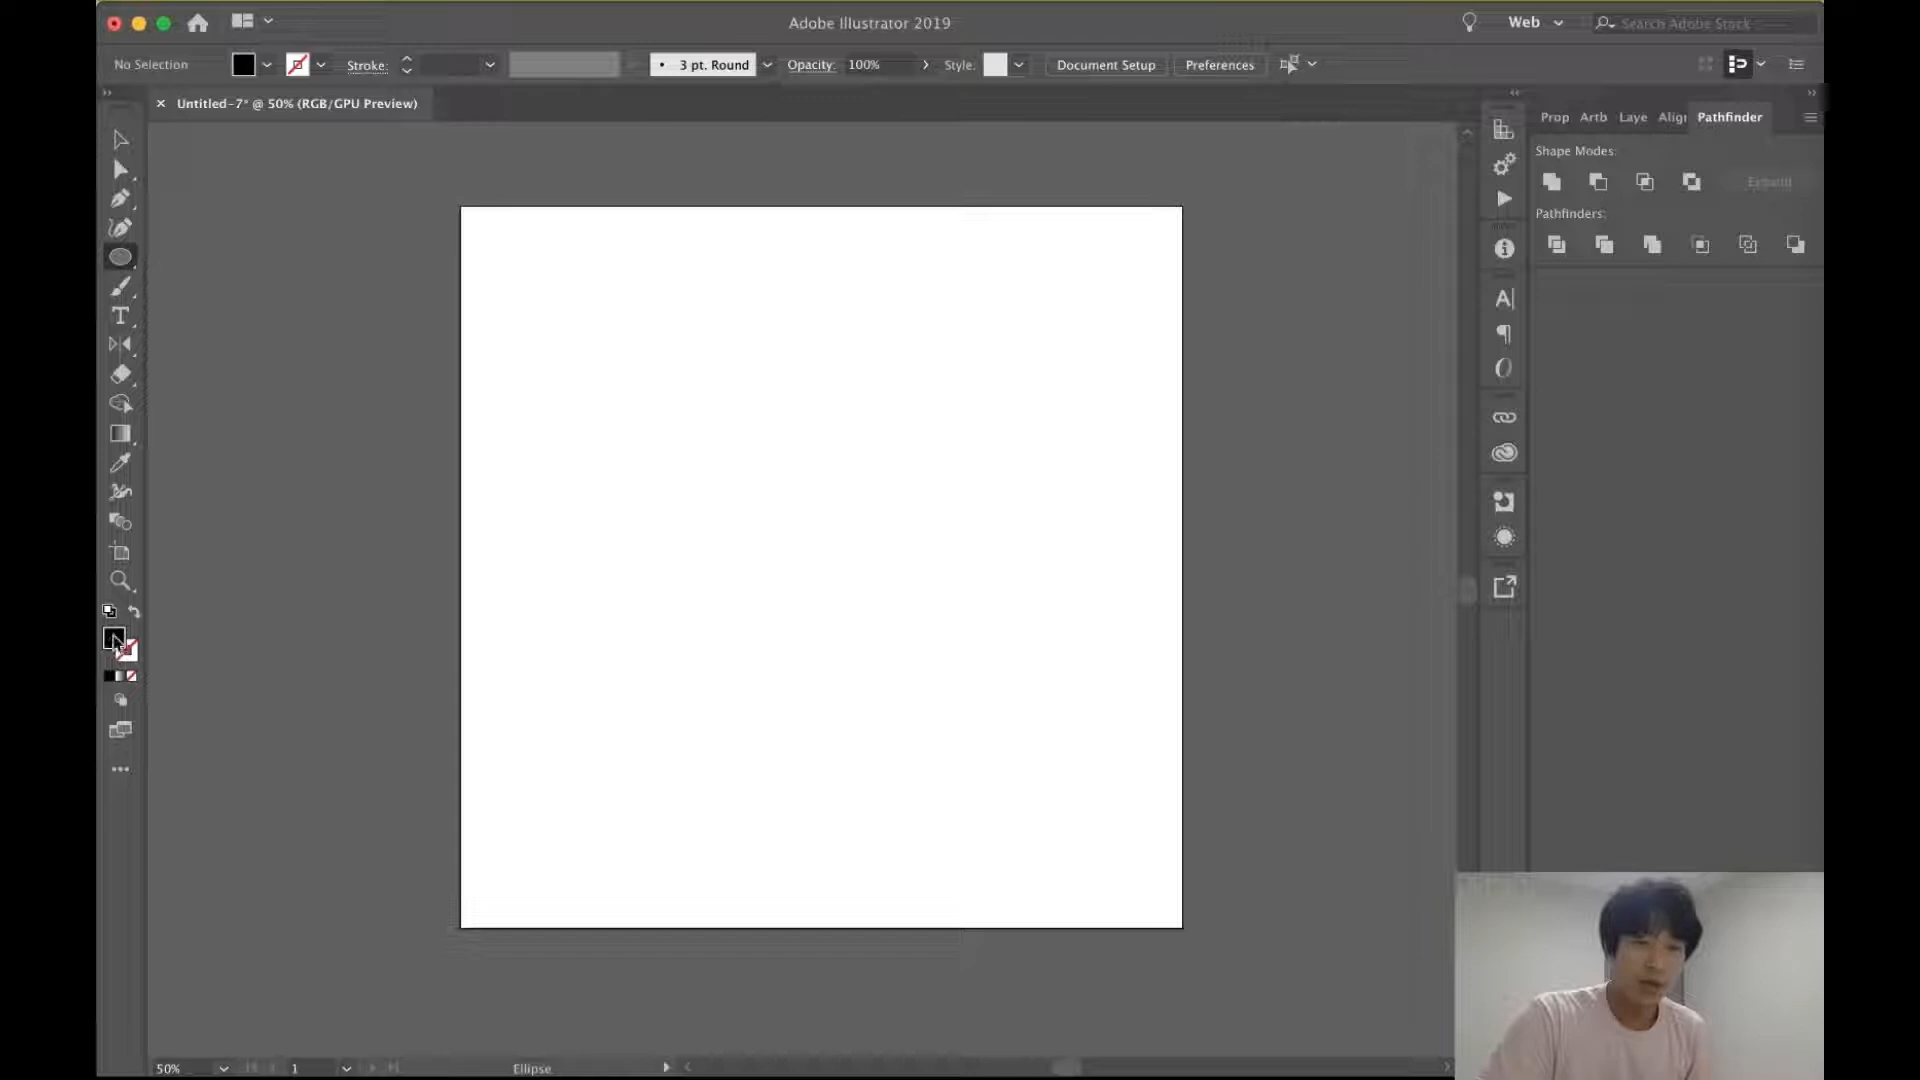 Adobe Illustrator 2019
Web
Search Adobe Stock
No Selection
Stroke:
3 pt. Round
Opacity:
100%
Style:
Document Setup
Preferences
Untitled-7* @ 50% (RGB/GPU Preview)
Prop
Artb
Laye
Aligı
Pathfinder
Shape Modes:
Expand
Pathfinders:
50%
1
Ellipse